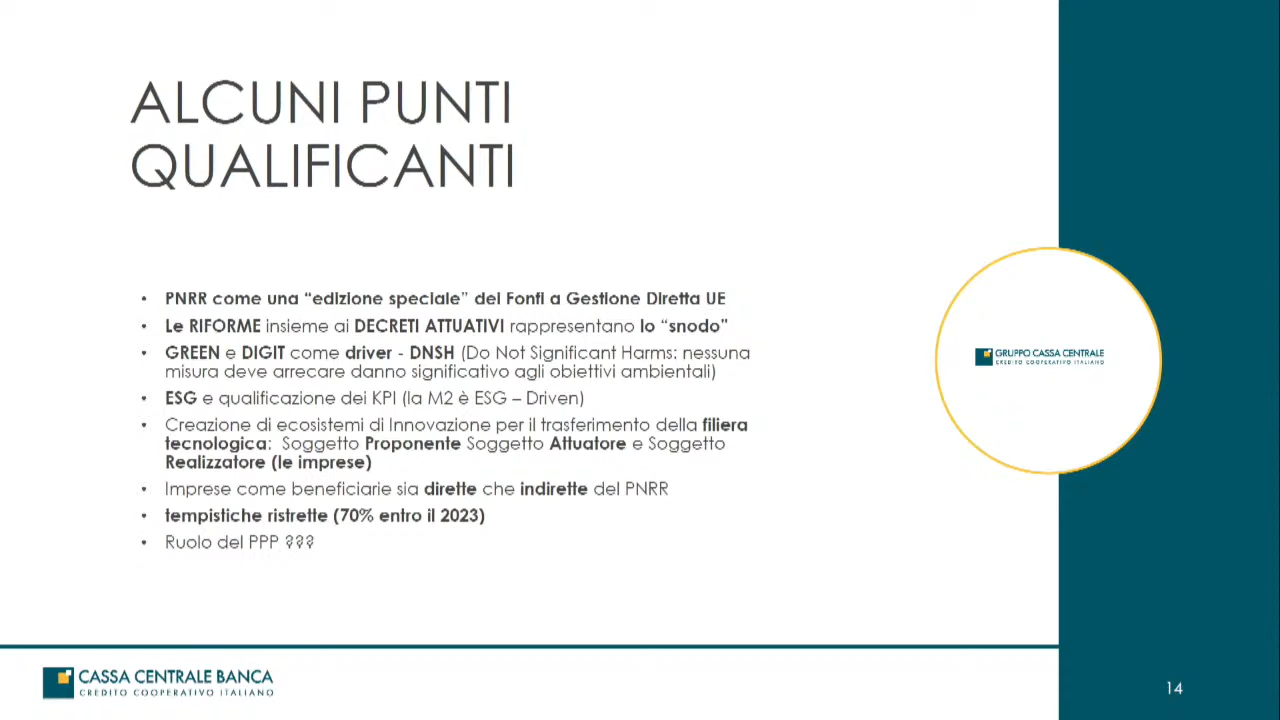 ALCUNI PUNTI
QUALIFICANTI
• PNRR come una “edizione speciale” dei Fonfi a Gestione Diretta UE
• Le RIFORME insieme ai DECRETI ATTUATIVI rappresentano lo “snodo”
• GREEN e DIGIT come driver - DNSH (Do Not Significant Harms: nessuna
misura deve arrecare danno significativo agli obiettivi ambientali)
• ESG e qualificazione dei KPI (la M2 è ESG – Driven)
• Creazione di ecosistemi di Innovazione per il trasferimento della filiera
tecnologica: Soggetto Proponente Soggetto Attuatore e Soggetto
Realizzatore (le imprese)
• Imprese come beneficiarie sia dirette che indirette del PNRR
• tempistiche ristrette (70% entro il 2023)
• Ruolo del PPP ???
GRUPPO CASSA CENTRALE
CREDITO COOPERATIVO ITALIANO
CASSA CENTRALE BANCA
CREDITO COOPERATIVO ITALIANO
14